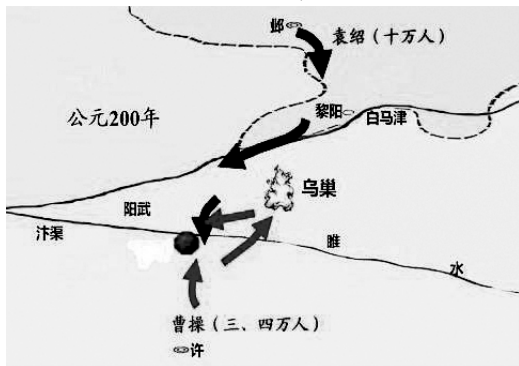 邺
袁绍（十万人）
公元200年
黎阳
白马津
乌巢
阳武
汴渠
睢
水
曹操（三、四万人）
许